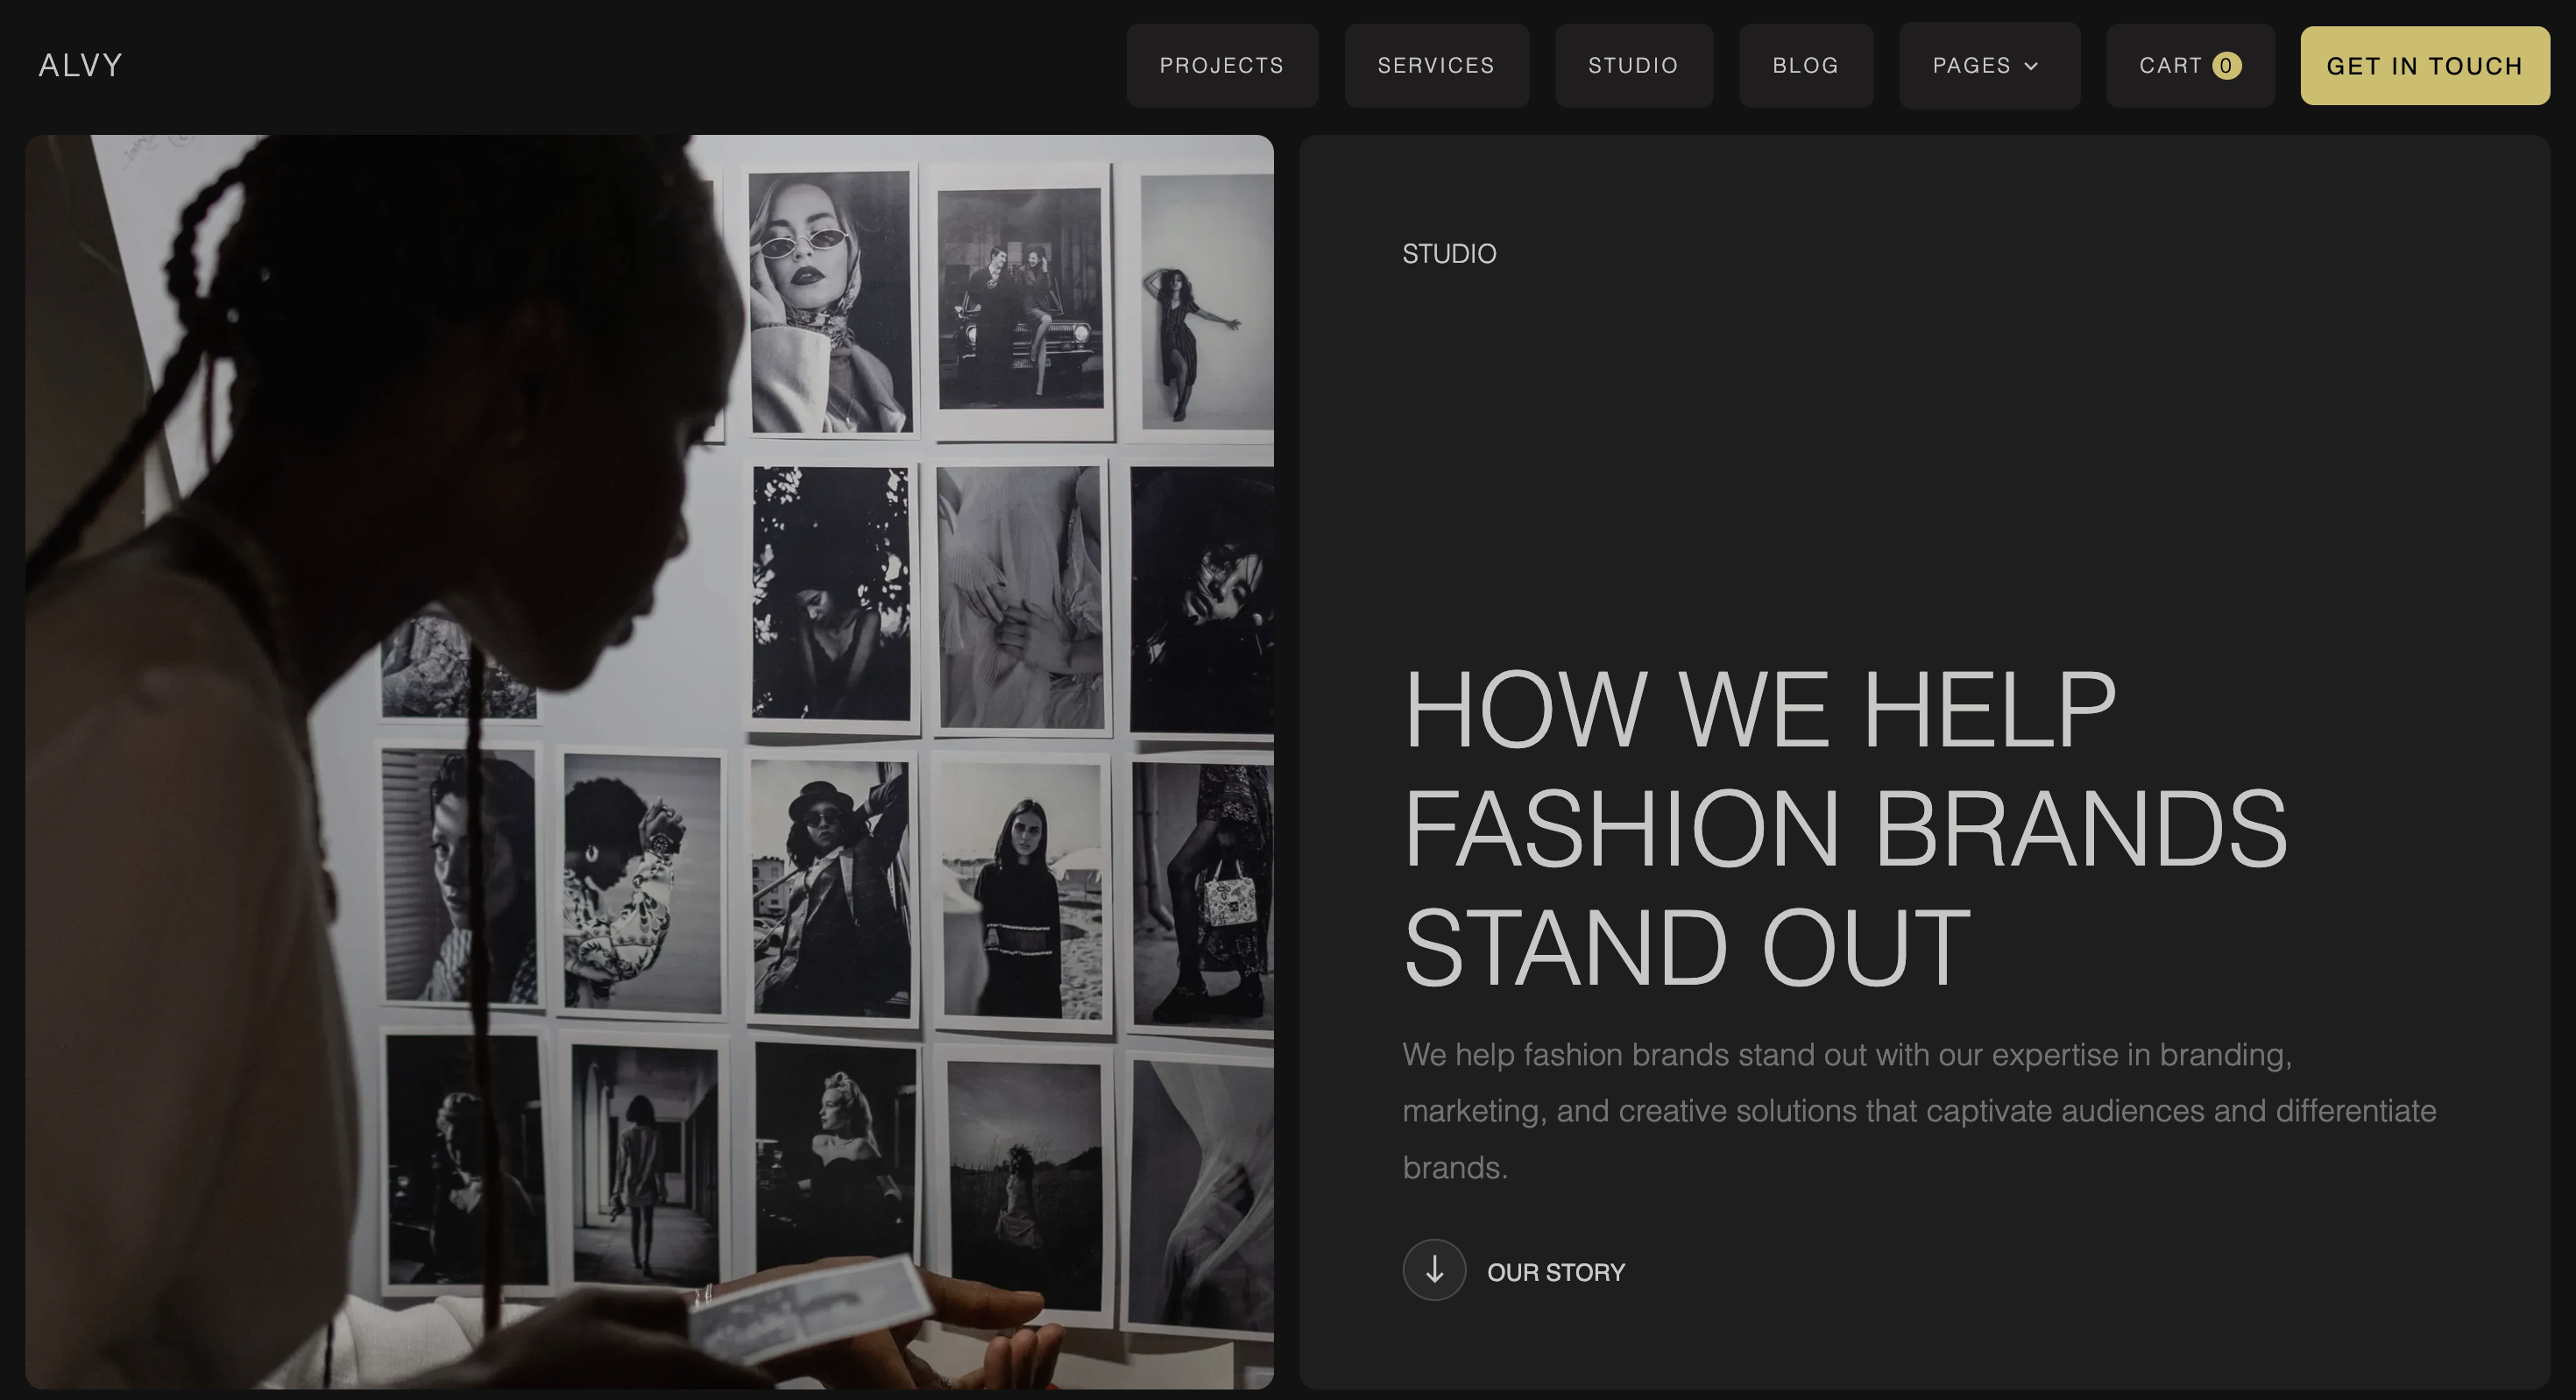 ALVY
PROJECTS
SERVICES
STUDIO
BLOG
PAGES
CART 0
GET IN TOUCH
STUDIO
HOW WE HELP
FASHION BRANDS
STAND OUT
We help fashion brands stand out with our expertise in branding,
marketing, and creative solutions that captivate audiences and differentiate
brands.
OUR STORY